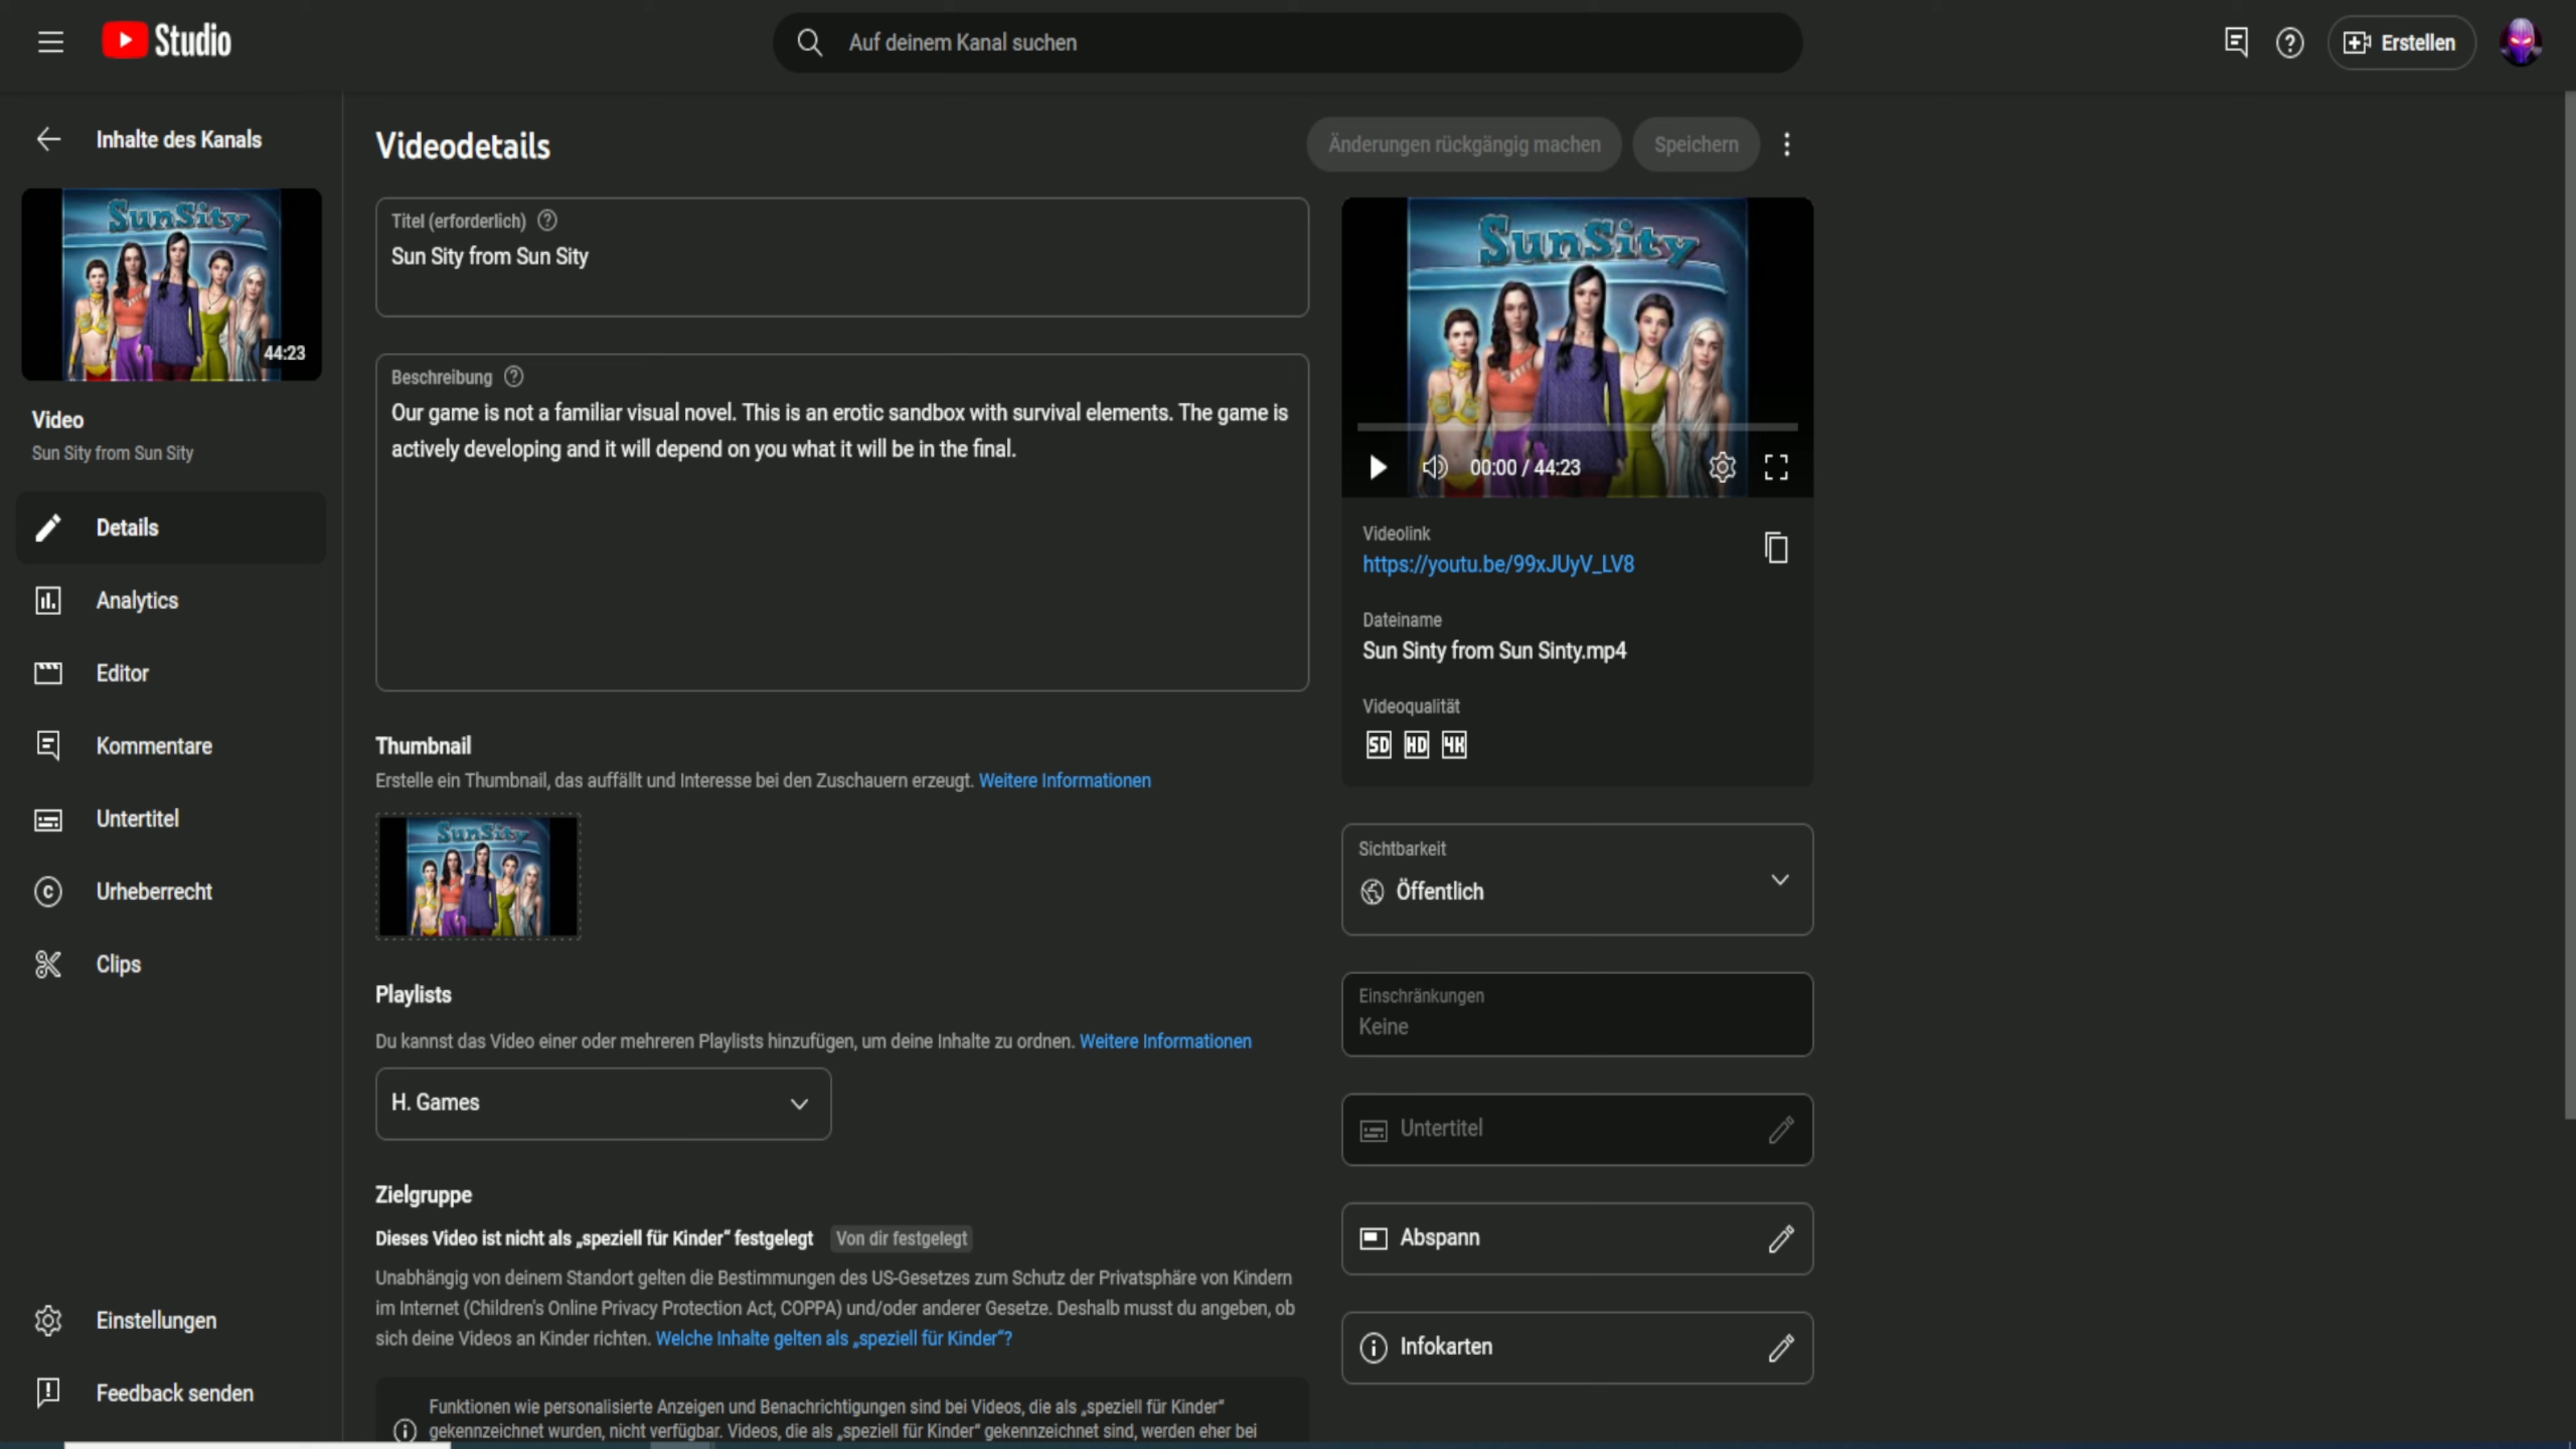 Studio
Auf deinem Kanal suchen
Erstellen
Inhalte des Kanals
SunSity
44:23
Video
Sun Sity from Sun Sity
Details
Analytics
Editor
Kommentare
Untertitel
Urheberrecht
Clips
Einstellungen
Feedback senden
Videodetails
Änderungen rückgängig machen
Speichern
Titel (erforderlich)
Sun Sity from Sun Sity
Beschreibung
Our game is not a familiar visual novel. This is an erotic sandbox with survival elements. The game is
actively developing and it will depend on you what it will be in the final.
Thumbnail
Erstelle ein Thumbnail, das auffällt und Interesse bei den Zuschauern erzeugt. Weitere Informationen
SunSity
Playlists
Du kannst das Video einer oder mehreren Playlists hinzufügen, um deine Inhalte zu ordnen. Weitere Informationen
H. Games
Zielgruppe
Dieses Video ist nicht als „speziell für Kinder“ festgelegt Von dir festgelegt
Unabhängig von deinem Standort gelten die Bestimmungen des US-Gesetzes zum Schutz der Privatsphäre von Kindern
im Internet (Children's Online Privacy Protection Act, COPPA) und/oder anderer Gesetze. Deshalb musst du angeben, ob
sich deine Videos an Kinder richten. Welche Inhalte gelten als „speziell für Kinder“?
Funktionen wie personalisierte Anzeigen und Benachrichtigungen sind bei Videos, die als „speziell für Kinder“
gekennzeichnet wurden, nicht verfügbar. Videos, die als „speziell für Kinder“ gekennzeichnet sind, werden eher bei
SunSity
00:00 / 44:23
Videolink
https://youtu.be/99xJUyV_LV8
Dateiname
Sun Sinty from Sun Sinty.mp4
Videoqualität
SD HD 4K
Sichtbarkeit
Öffentlich
Einschränkungen
Keine
Untertitel
Abspann
Infokarten